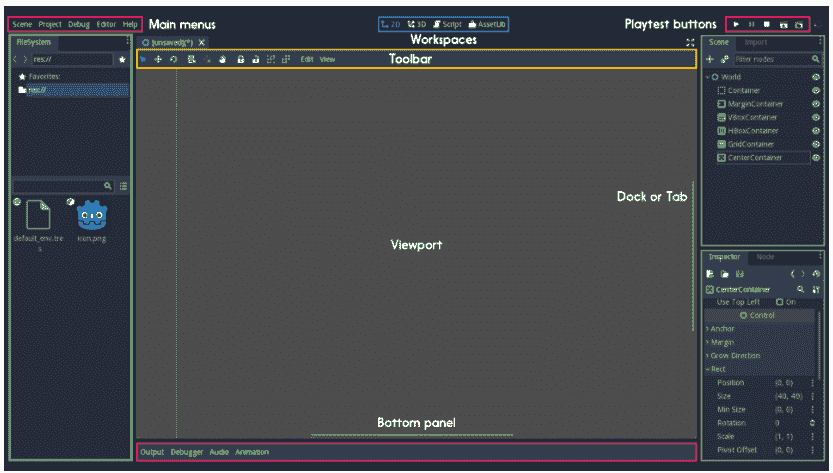 Scene Project Debug Editor Help Main menus
2D 3D Script AssetLib
Playtest buttons
Workspaces
FileSystem
[unsaved](*) X
Scene Import
res://
Edit View
Toolbar
Filter nodes
Favorites:
res://
World
Container
MarginContainer
VBoxContainer
HBoxContainer
GridContainer
CenterContainer
Dock or Tab
default_env.tre
s
icon.png
Viewport
Inspector Node
CenterContainer
Use Top Left On
Control
Anchor
Margin
Grow Direction
Rect
Position (0, 0)
Size (40, 40)
Min Size (0, 0)
Rotation 0
Scale (1, 1)
Pivot Offset (0, 0)
Bottom panel
Output Debugger Audio Animation